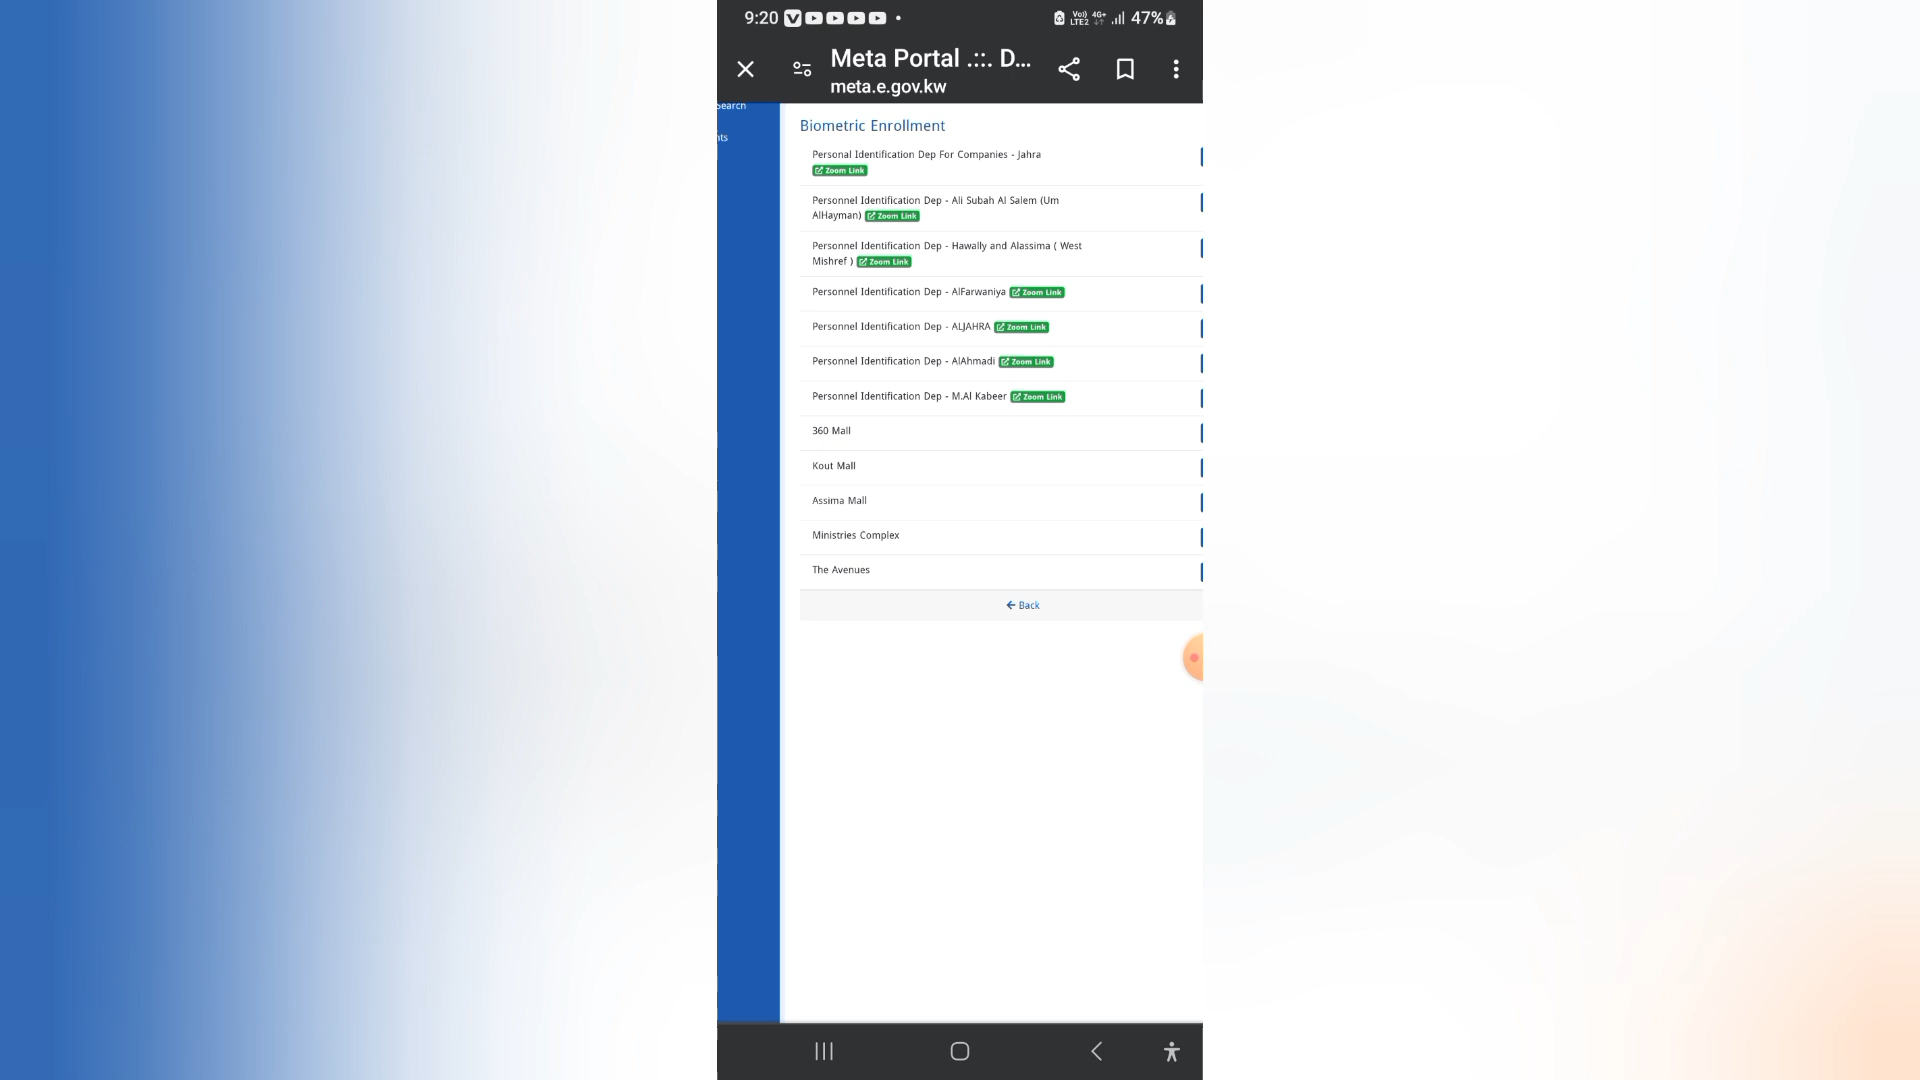 9:20
Vo)) LTE2 4G+ 47%
Meta Portal .::. D...
meta.e.gov.kw
Search
nts
Biometric Enrollment
Personal Identification Dep For Companies - Jahra
Zoom Link
Personnel Identification Dep - Ali Subah Al Salem (Um
AlHayman) Zoom Link
Personnel Identification Dep - Hawally and Alassima ( West
Mishref ) Zoom Link
Personnel Identification Dep - AlFarwaniya Zoom Link
Personnel Identification Dep - ALJAHRA Zoom Link
Personnel Identification Dep - AlAhmadi Zoom Link
Personnel Identification Dep - M.Al Kabeer Zoom Link
360 Mall
Kout Mall
Assima Mall
Ministries Complex
The Avenues
Back